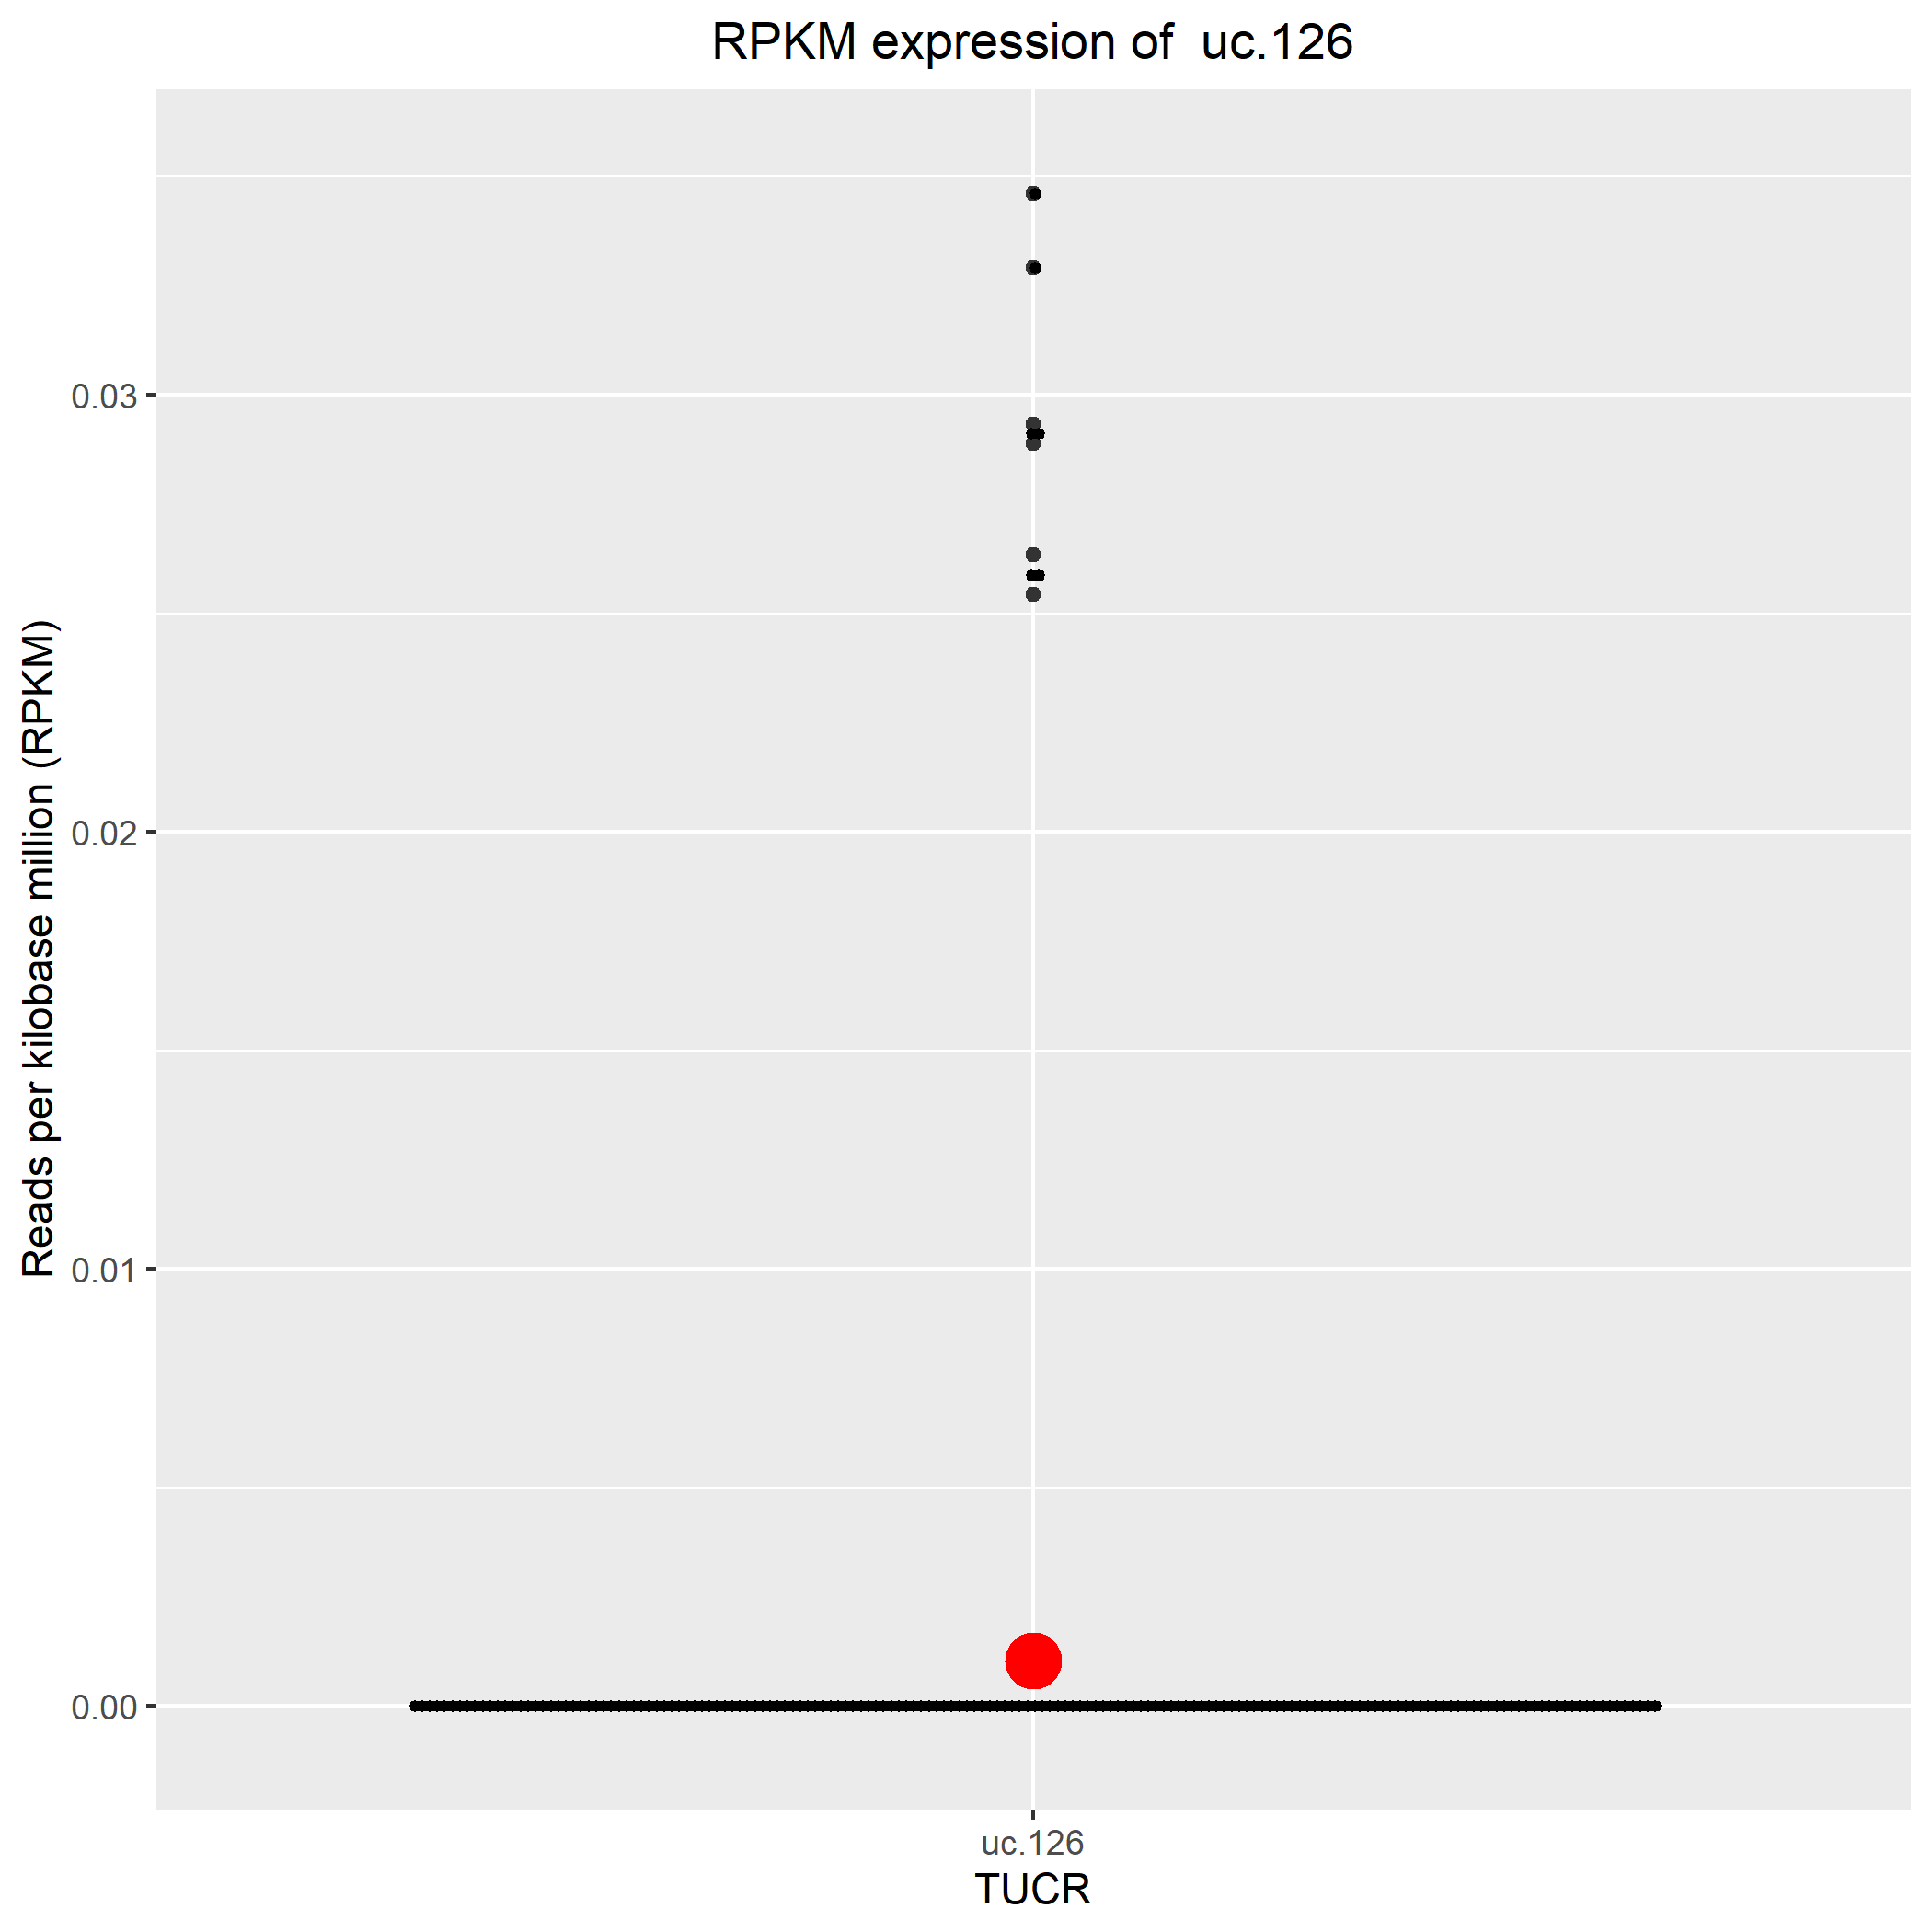 RPKM expression of  uc.126
Reads per kilobase million (RPKM)
0.03
0.02
0.01
0.00
uc.126
TUCR